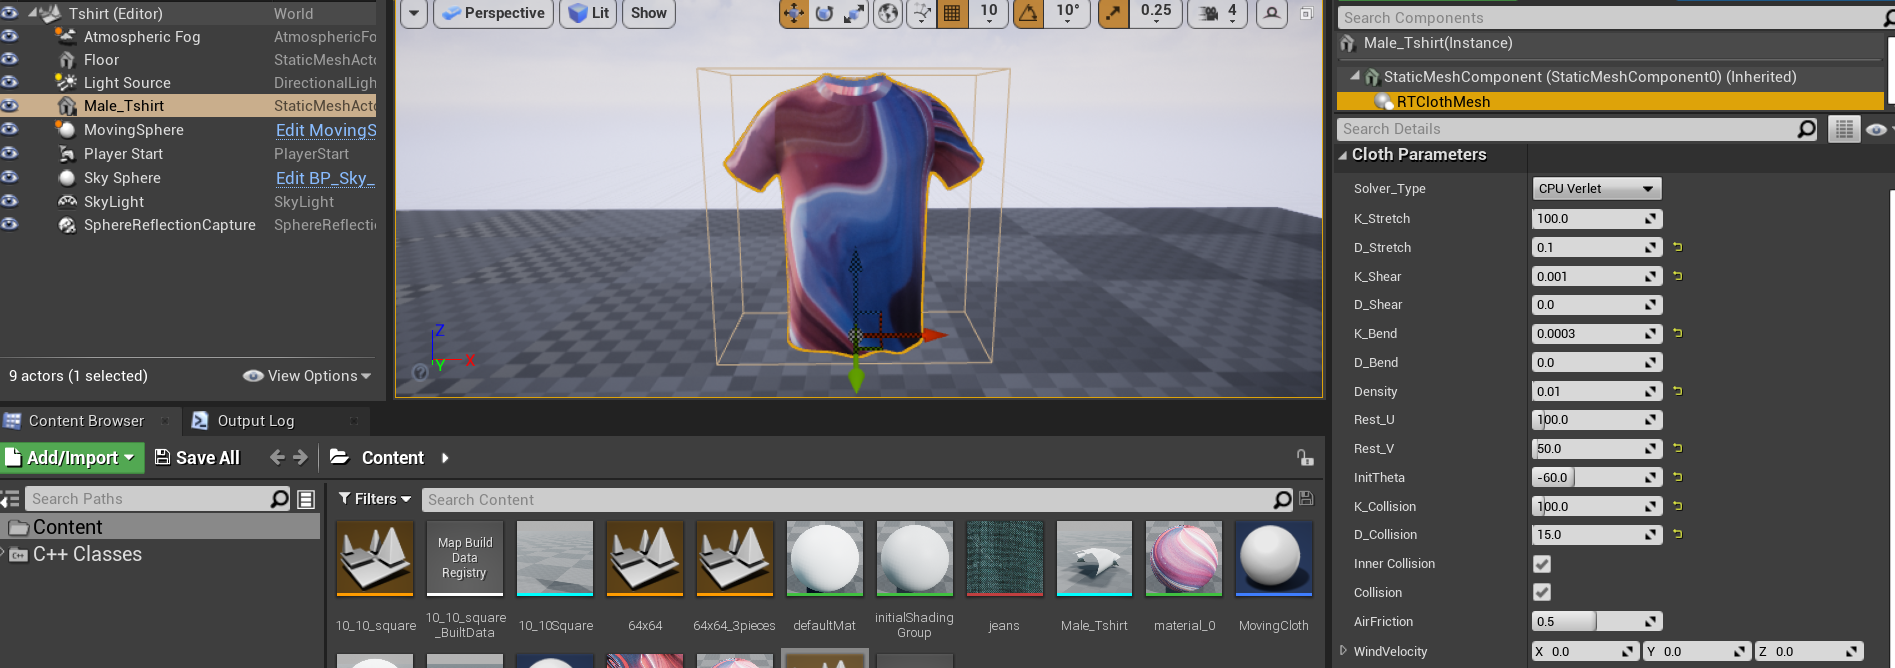 Tshirt (Editor) World
Atmospheric Fog AtmosphericFo
Floor StaticMeshActo
Light Source DirectionalLigh
Male_Tshirt StaticMeshActo
MovingSphere Edit MovingS
Player Start PlayerStart
Sky Sphere Edit BP_Sky_
SkyLight SkyLight
SphereReflectionCapture SphereReflectio
9 actors (1 selected) View Options
Perspective Lit Show 10 10° 0.25 4
Z
X
Y
Search Components
Male_Tshirt(Instance)
StaticMeshComponent (StaticMeshComponent0) (Inherited)
RTClothMesh
Search Details
Cloth Parameters
Solver_Type CPU Verlet
K_Stretch 100.0
D_Stretch 0.1
K_Shear 0.001
D_Shear 0.0
K_Bend 0.0003
D_Bend 0.0
Density 0.01
Rest_U 100.0
Rest_V 50.0
InitTheta -60.0
K_Collision 100.0
D_Collision 15.0
Inner Collision
Collision
AirFriction 0.5
WindVelocity X 0.0 Y 0.0 Z 0.0
Content Browser Output Log
Add/Import Save All Content
Search Paths Filters Search Content
Content
C++ Classes
Map Build
Data
Registry
10_10_square 10_10_square
_BuiltData 10_10Square 64x64 64x64_3pieces defaultMat initialShading
Group jeans Male_Tshirt material_0 MovingCloth